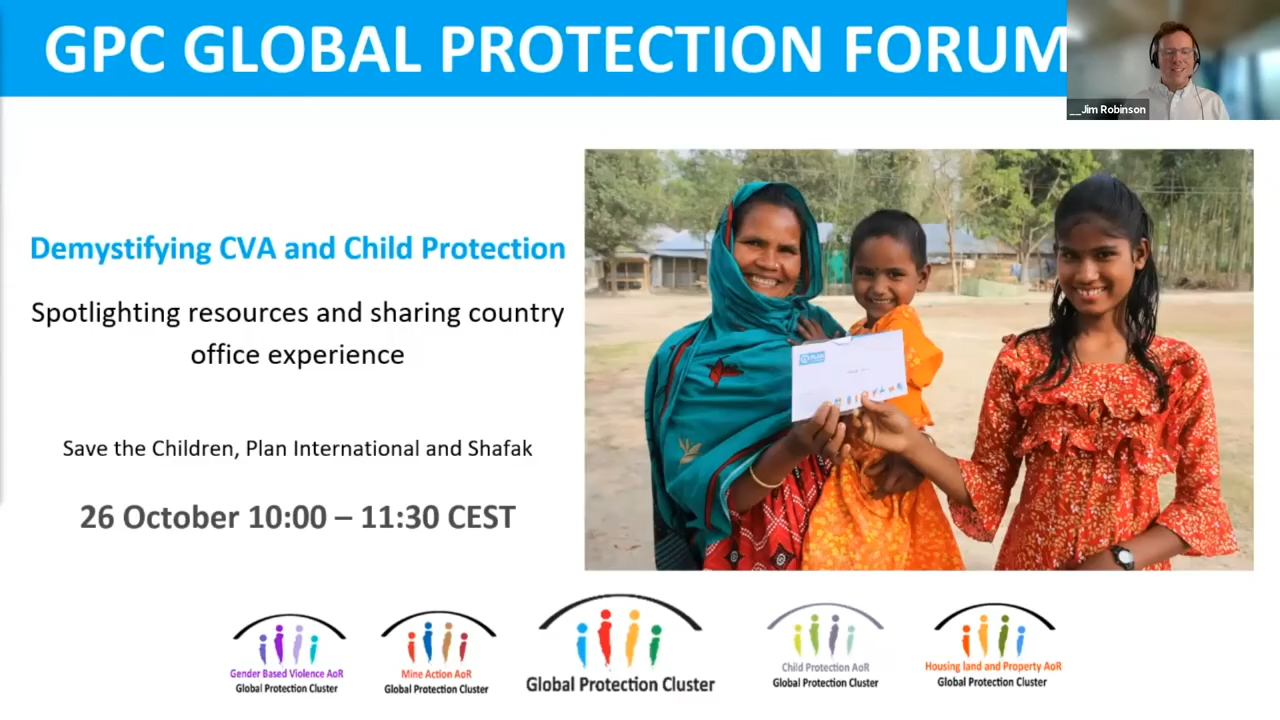 GPC GLOBAL PROTECTION FORUM
__Jim Robinson
Demystifying CVA and Child Protection
Spotlighting resources and sharing country
office experience
Save the Children, Plan International and Shafak
26 October 10:00 – 11:30 CEST
PLAN
Gender Based Violence AoR
Global Protection Cluster
Mine Action AoR
Global Protection Cluster
Global Protection Cluster
Child Protection AoR
Global Protection Cluster
Housing land and Property AoR
Global Protection Cluster